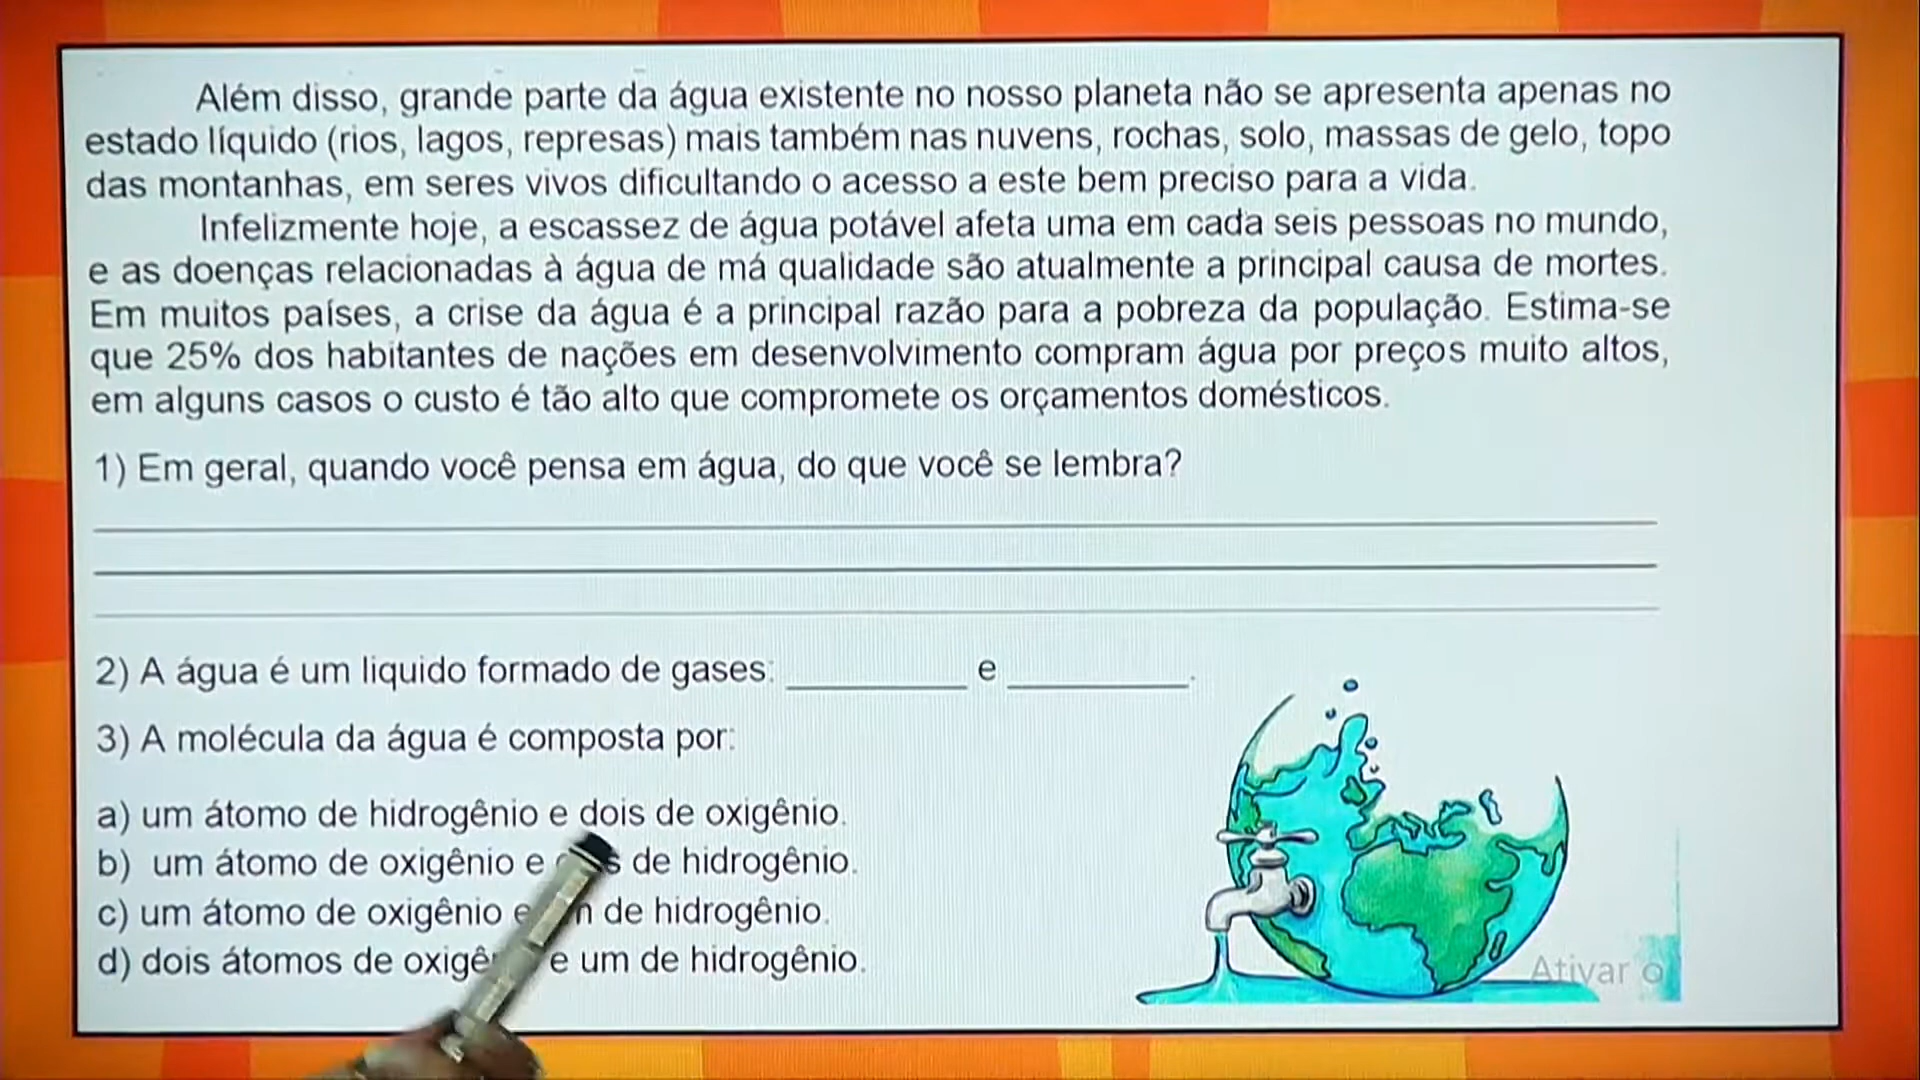 Além disso, grande parte da água existente no nosso planeta não se apresenta apenas no
estado líquido (rios, lagos, represas) mais também nas nuvens, rochas, solo, massas de gelo, topo
das montanhas, em seres vivos dificultando o acesso a este bem preciso para a vida.
Infelizmente hoje, a escassez de água potável afeta uma em cada seis pessoas no mundo,
e as doenças relacionadas à água de má qualidade são atualmente a principal causa de mortes.
Em muitos países, a crise da água é a principal razão para a pobreza da população. Estima-se
que 25% dos habitantes de nações em desenvolvimento compram água por preços muito altos,
em alguns casos o custo é tão alto que compromete os orçamentos domésticos.
1) Em geral, quando você pensa em água, do que você se lembra?
2) A água é um liquido formado de gases: __________ e __________.
3) A molécula da água é composta por:
a) um átomo de hidrogênio e dois de oxigênio.
b) um átomo de oxigênio e de hidrogênio.
c) um átomo de oxigênio e de hidrogênio.
d) dois átomos de e um de hidrogênio.
Ativar o